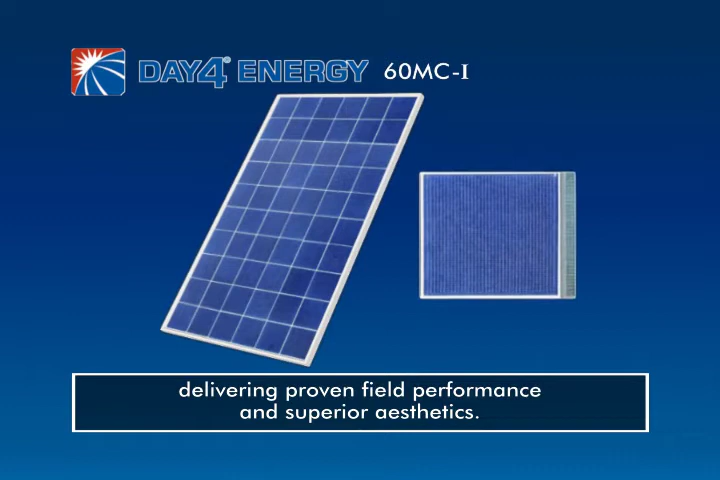 DAY4 ENERGY 60MC-I
delivering proven field performance
and superior aesthetics.